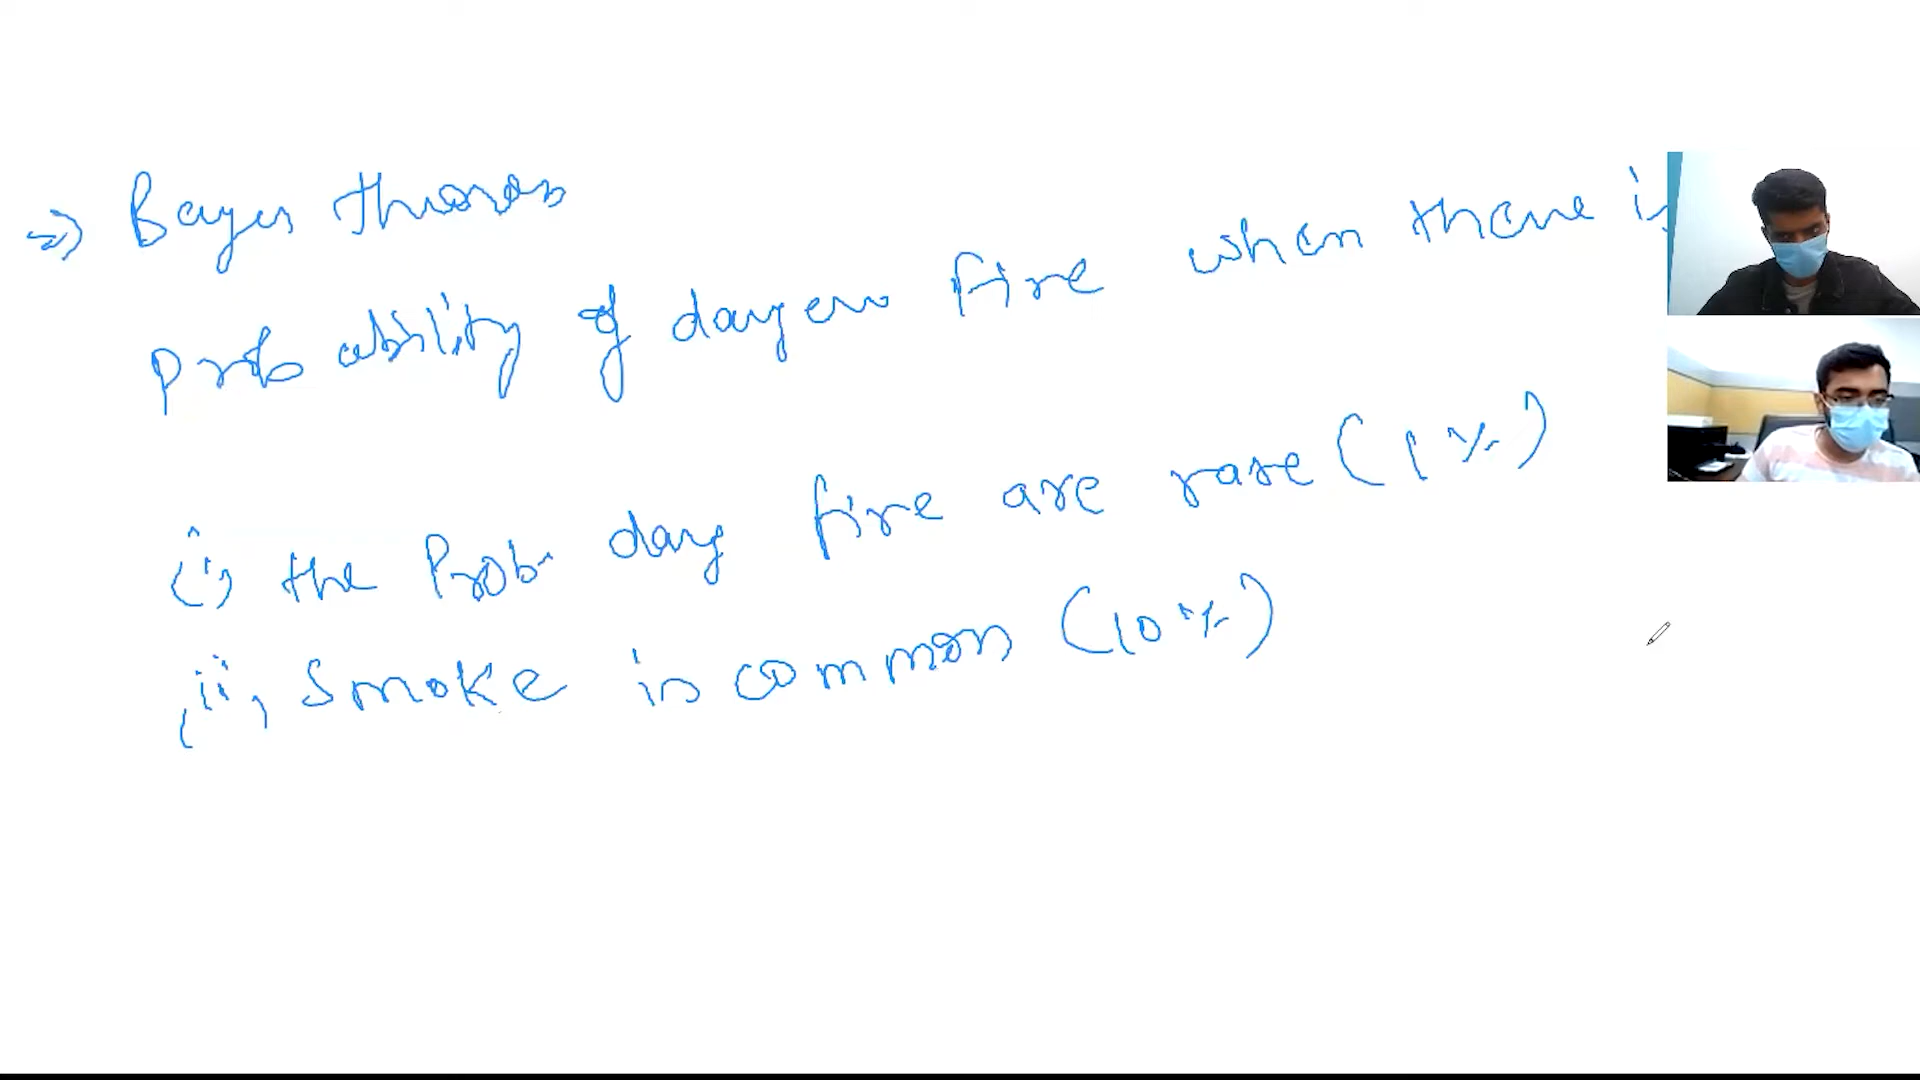 => Bayes theorem
Probability of danger fire when there is
(i) the Prob. dang fire are rare (1%)
(ii) Smoke is common (10%)